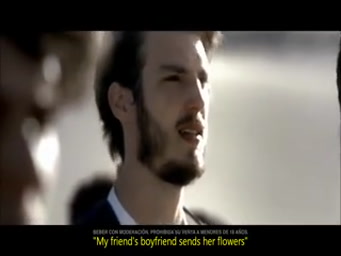 BEBER CON MODERACIÓN. PROHIBIDA SU VENTA A MENORES DE 18 AÑOS.
"My friend's boyfriend sends her flowers"